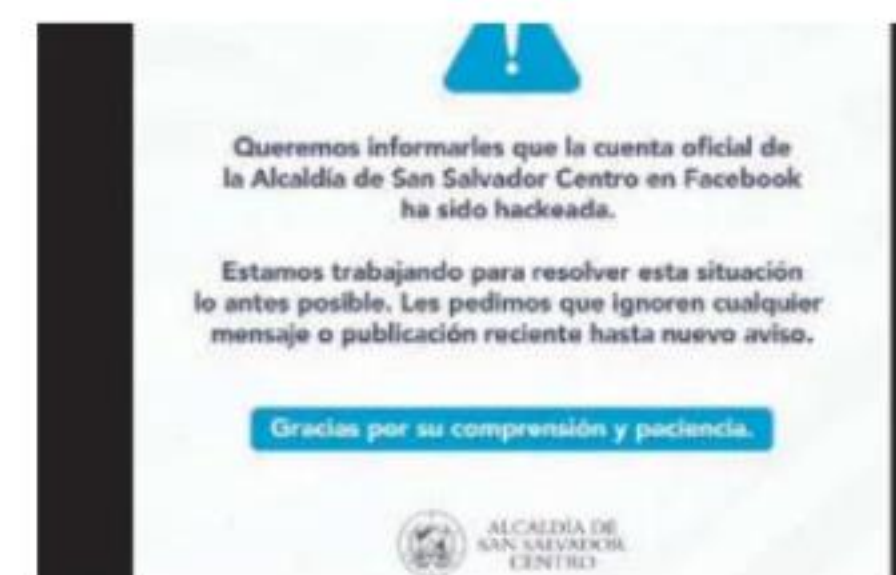 !
Queremos informarles que la cuenta oficial de
la Alcaldía de San Salvador Centro en Facebook
ha sido hackeada.
Estamos trabajando para resolver esta situación
lo antes posible. Les pedimos que ignoren cualquier
mensaje o publicación reciente hasta nuevo aviso.
Gracias por su comprensión y paciencia.
ALCALDÍA DE
SAN SALVADOR
CENTRO